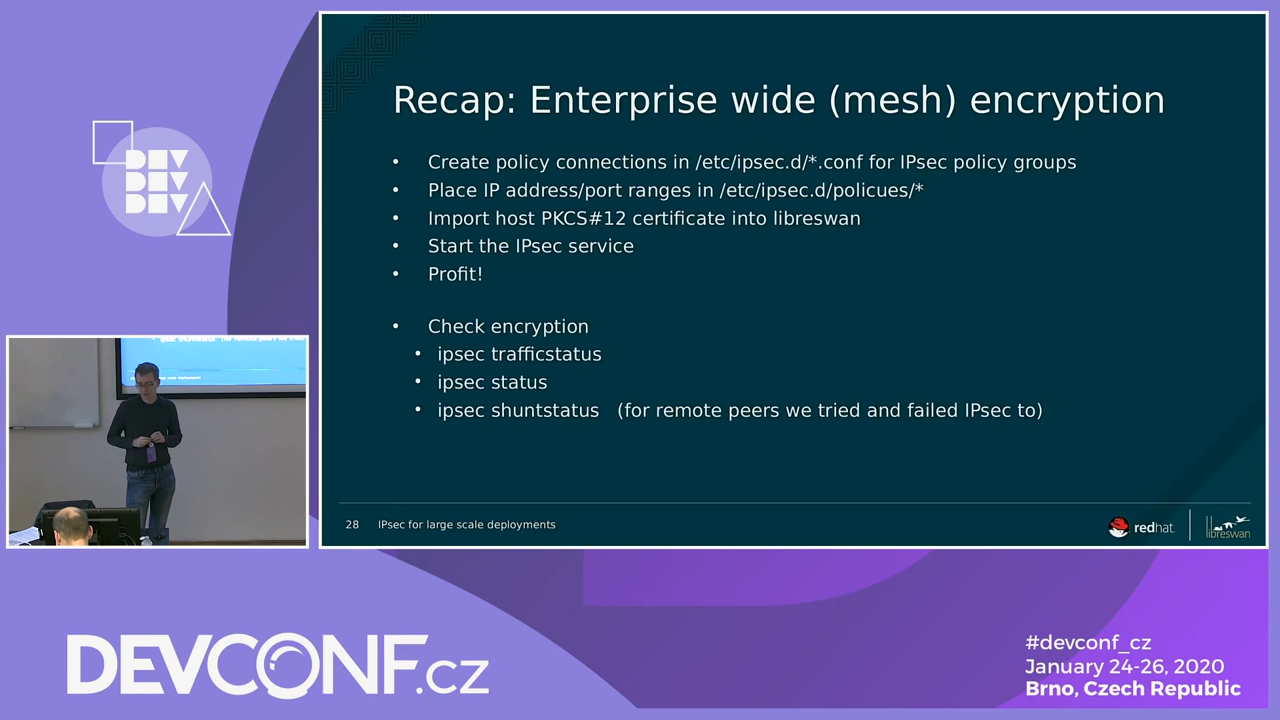 Recap: Enterprise wide (mesh) encryption
• Create policy connections in /etc/ipsec.d/*.conf for IPsec policy groups
• Place IP address/port ranges in /etc/ipsec.d/policues/*
• Import host PKCS#12 certificate into libreswan
• Start the IPsec service
• Profit!
• Check encryption
• ipsec trafficstatus
• ipsec status
• ipsec shuntstatus (for remote peers we tried and failed IPsec to)
28 IPsec for large scale deployments
redhat. libreswan
DEV
DEV
DEV
DEVCONF.cz
#devconf_cz
January 24-26, 2020
Brno, Czech Republic